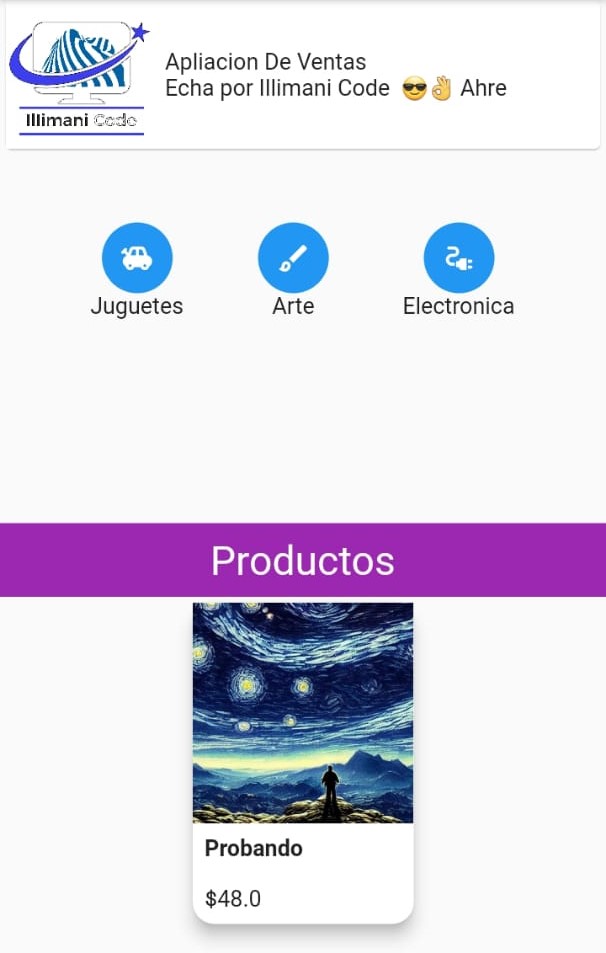 Illimani Code
Apliacion De Ventas
Echa por Illimani Code 😎👌 Ahre
Juguetes Arte Electronica
Productos
Probando
$48.0